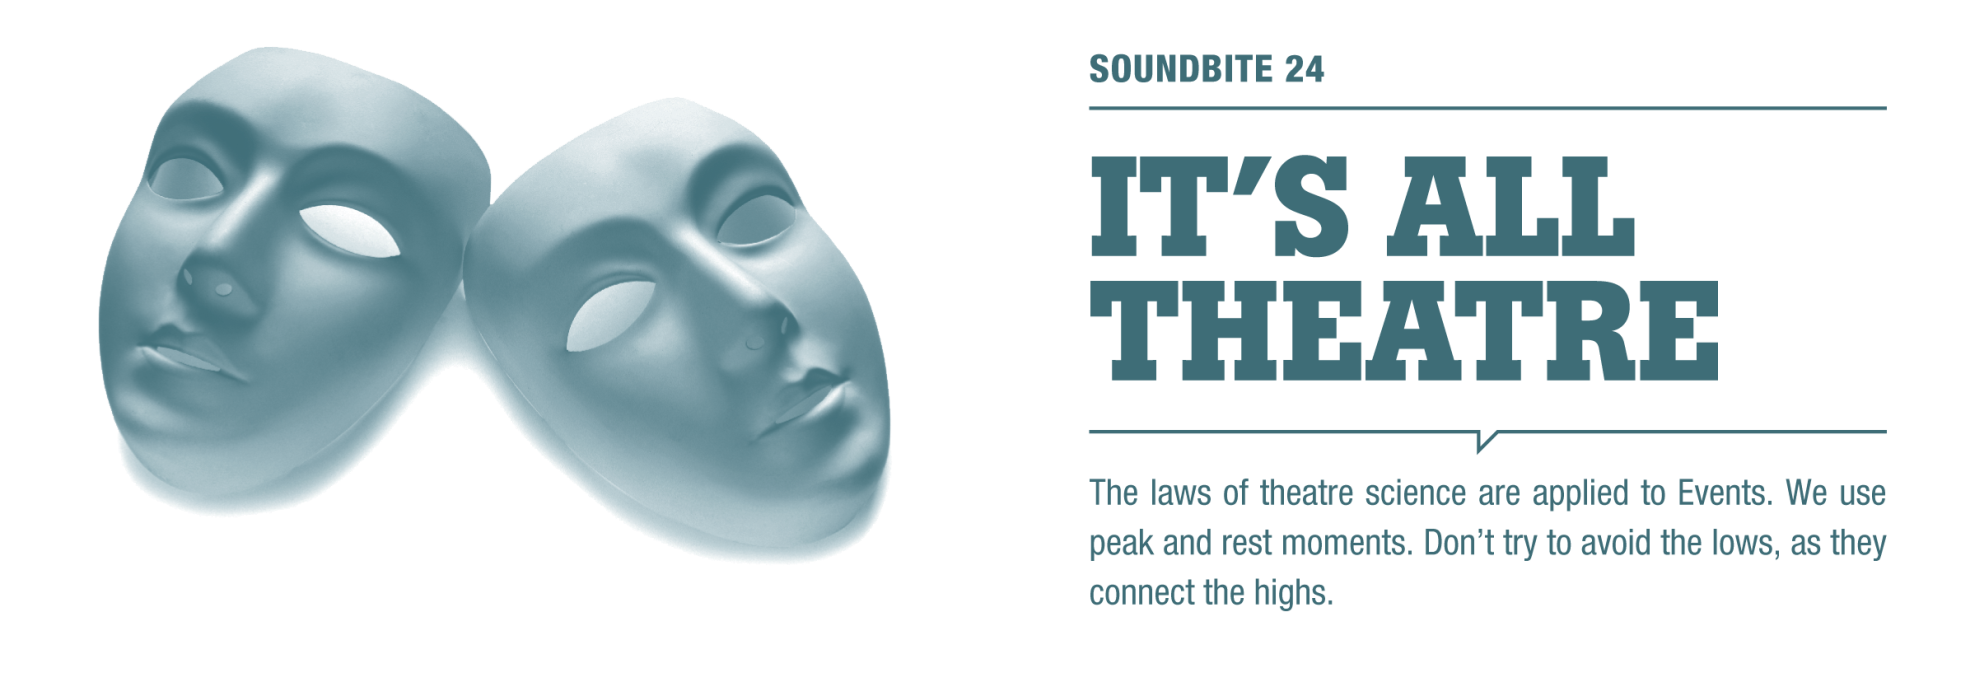 SOUNDBITE 24
IT’S ALL
THEATRE
The laws of theatre science are applied to Events. We use
peak and rest moments. Don’t try to avoid the lows, as they
connect the highs.